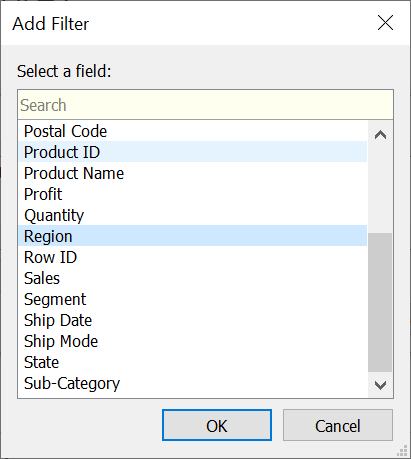 Add Filter
Select a field:
Search
Postal Code
Product ID
Product Name
Profit
Quantity
Region
Row ID
Sales
Segment
Ship Date
Ship Mode
State
Sub-Category
OK Cancel